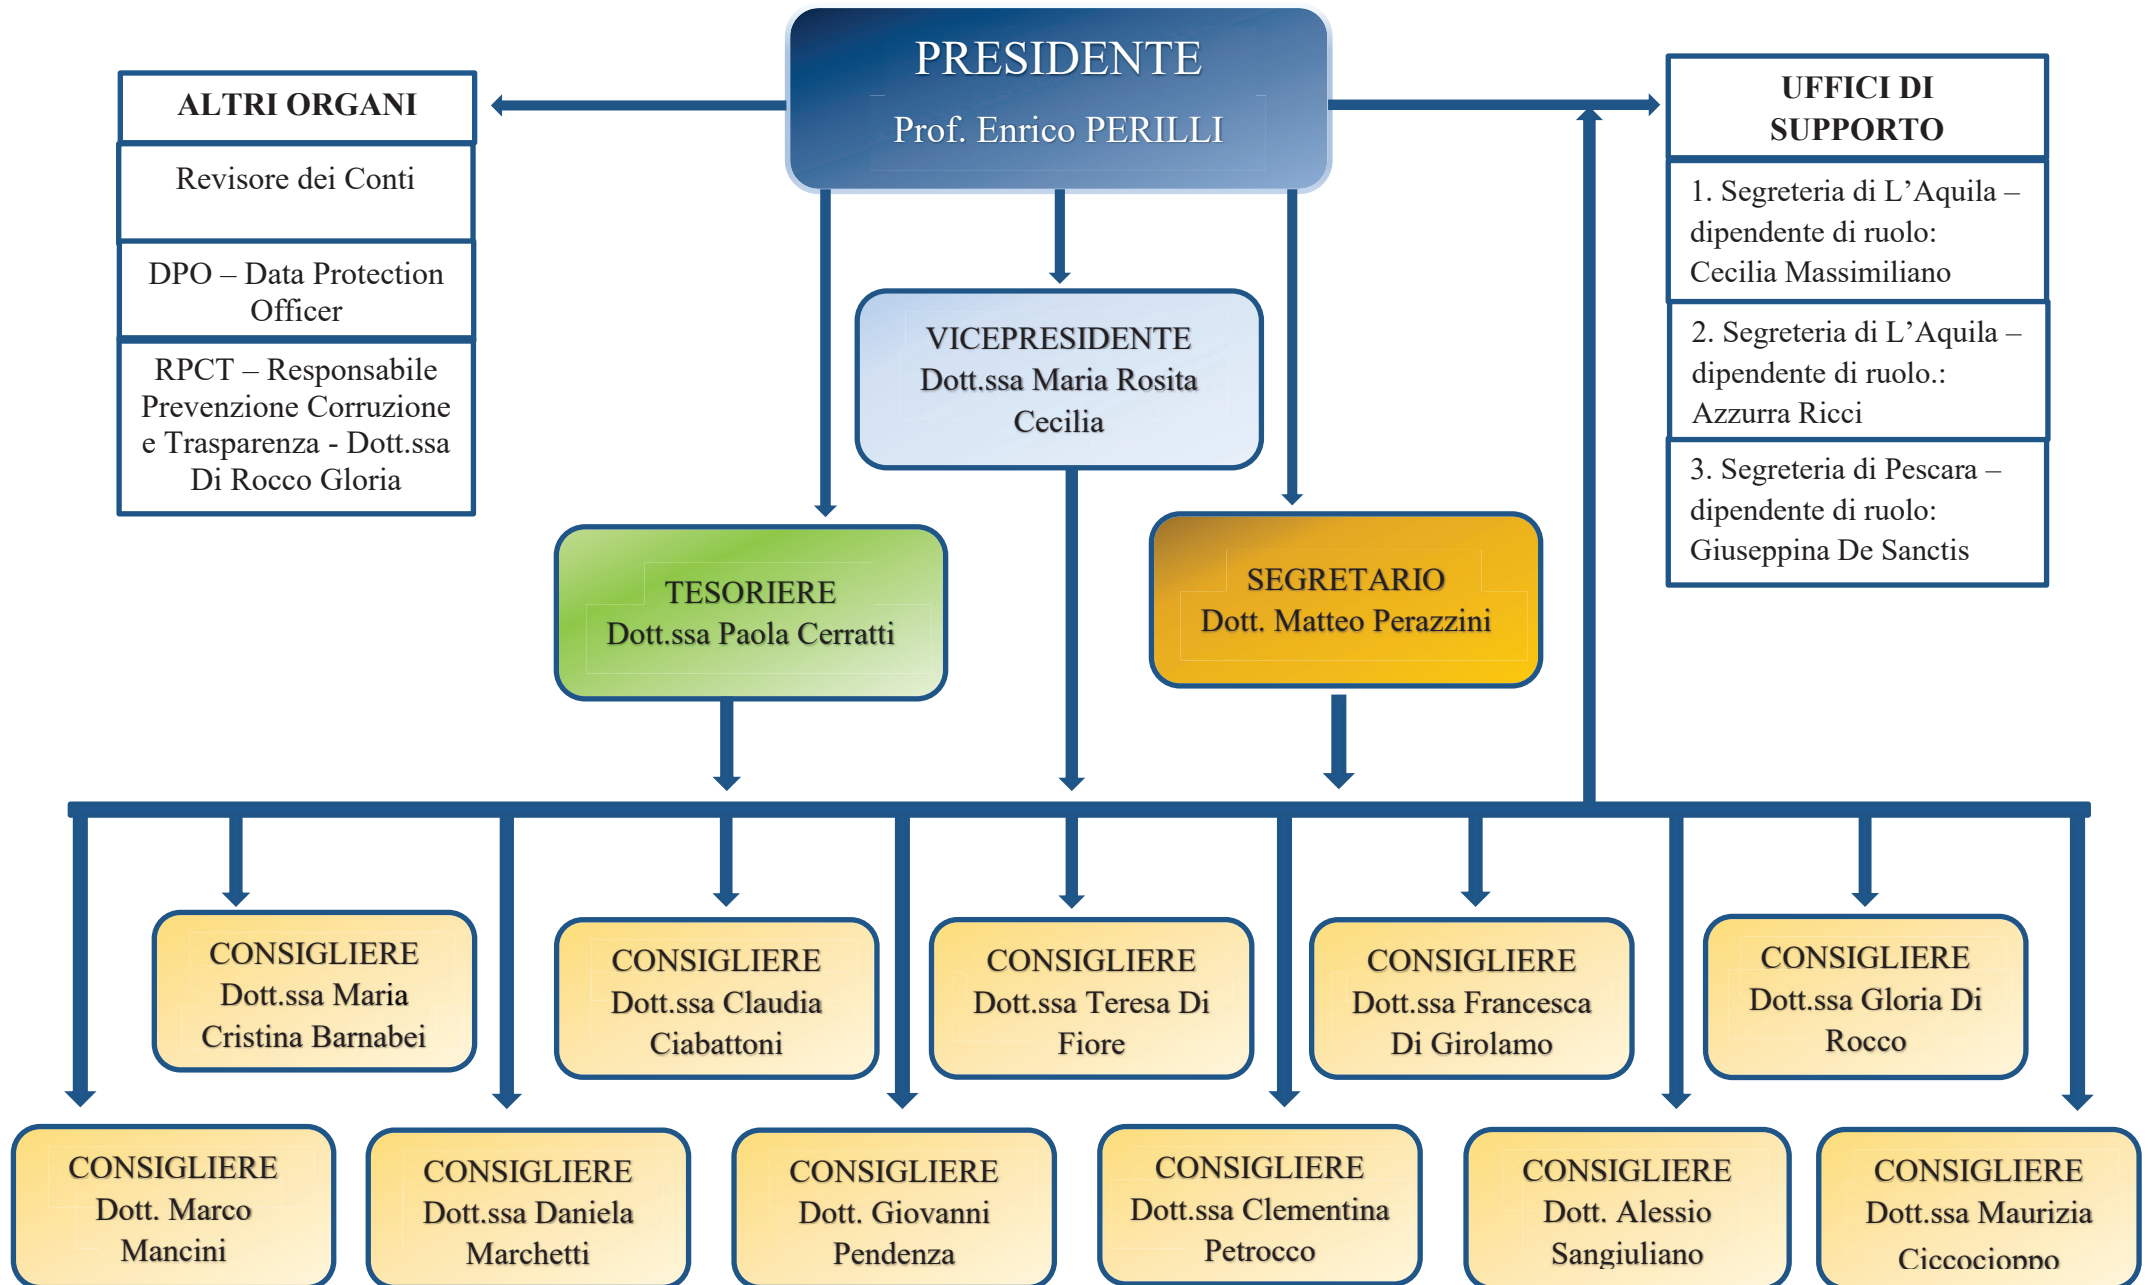 PRESIDENTE
Prof. Enrico PERILLI
ALTRI ORGANI
Revisore dei Conti
DPO – Data Protection
Officer
RPCT – Responsabile
Prevenzione Corruzione
e Trasparenza - Dott.ssa
Di Rocco Gloria
UFFICI DI
SUPPORTO
1. Segreteria di L’Aquila –
dipendente di ruolo:
Cecilia Massimiliano
2. Segreteria di L’Aquila –
dipendente di ruolo.:
Azzurra Ricci
3. Segreteria di Pescara –
dipendente di ruolo:
Giuseppina De Sanctis
VICEPRESIDENTE
Dott.ssa Maria Rosita
Cecilia
TESORIERE
Dott.ssa Paola Cerratti
SEGRETARIO
Dott. Matteo Perazzini
CONSIGLIERE
Dott.ssa Maria
Cristina Barnabei
CONSIGLIERE
Dott.ssa Claudia
Ciabattoni
CONSIGLIERE
Dott.ssa Teresa Di
Fiore
CONSIGLIERE
Dott.ssa Francesca
Di Girolamo
CONSIGLIERE
Dott.ssa Gloria Di
Rocco
CONSIGLIERE
Dott. Marco
Mancini
CONSIGLIERE
Dott.ssa Daniela
Marchetti
CONSIGLIERE
Dott. Giovanni
Pendenza
CONSIGLIERE
Dott.ssa Clementina
Petrocco
CONSIGLIERE
Dott. Alessio
Sangiuliano
CONSIGLIERE
Dott.ssa Maurizia
Ciccocioppo